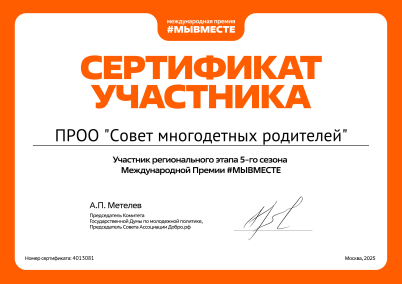 международная премия
#МЫВМЕСТЕ
СЕРТИФИКАТ
УЧАСТНИКА
ПРОО "Совет многодетных родителей"
Участник регионального этапа 5-го сезона
Международной Премии #МЫВМЕСТЕ
А.П. Метелев
Председатель Комитета
Государственной Думы по молодежной политике,
Председатель Совета Ассоциации Добро.рф
Номер сертификата: 4013081
Москва, 2025